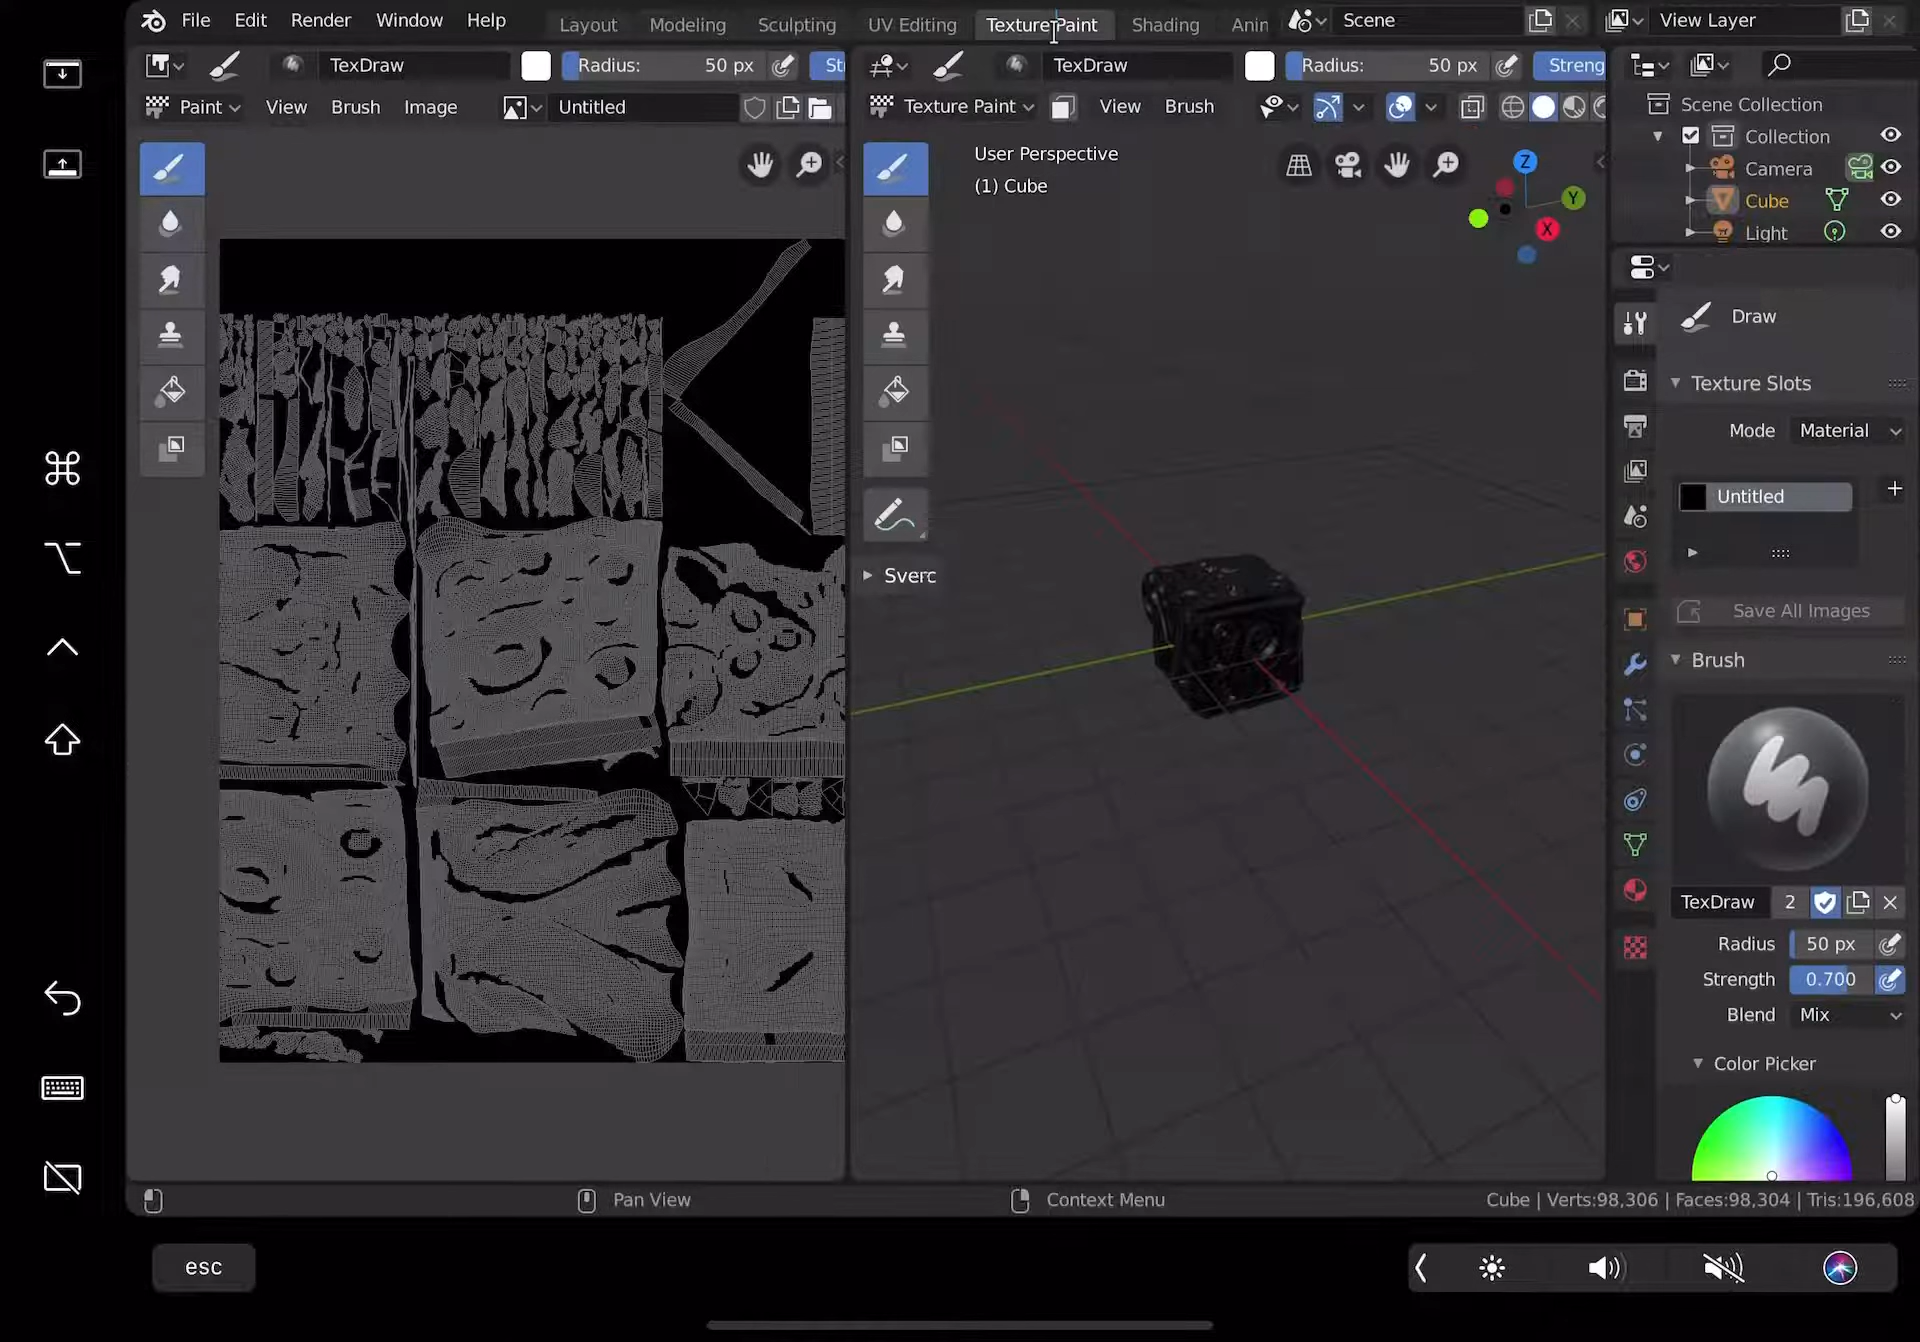 File Edit Render Window Help Layout Modeling Sculpting UV Editing Texture Paint Shading Scene View Layer
TexDraw Radius: 50 px TexDraw Radius: 50 px
Paint View Brush Image Untitled Texture Paint View Brush
Scene Collection
Collection
Camera
Cube
Light
User Perspective
(1) Cube
Z
Y
X
Draw
Texture Slots
Mode Material
Untitled
Save All Images
Brush
TexDraw 2
Radius 50 px
Strength 0.700
Blend Mix
Color Picker
Pan View Context Menu Cube | Verts:98,306 | Faces:98,304 | Tris:196,608
esc